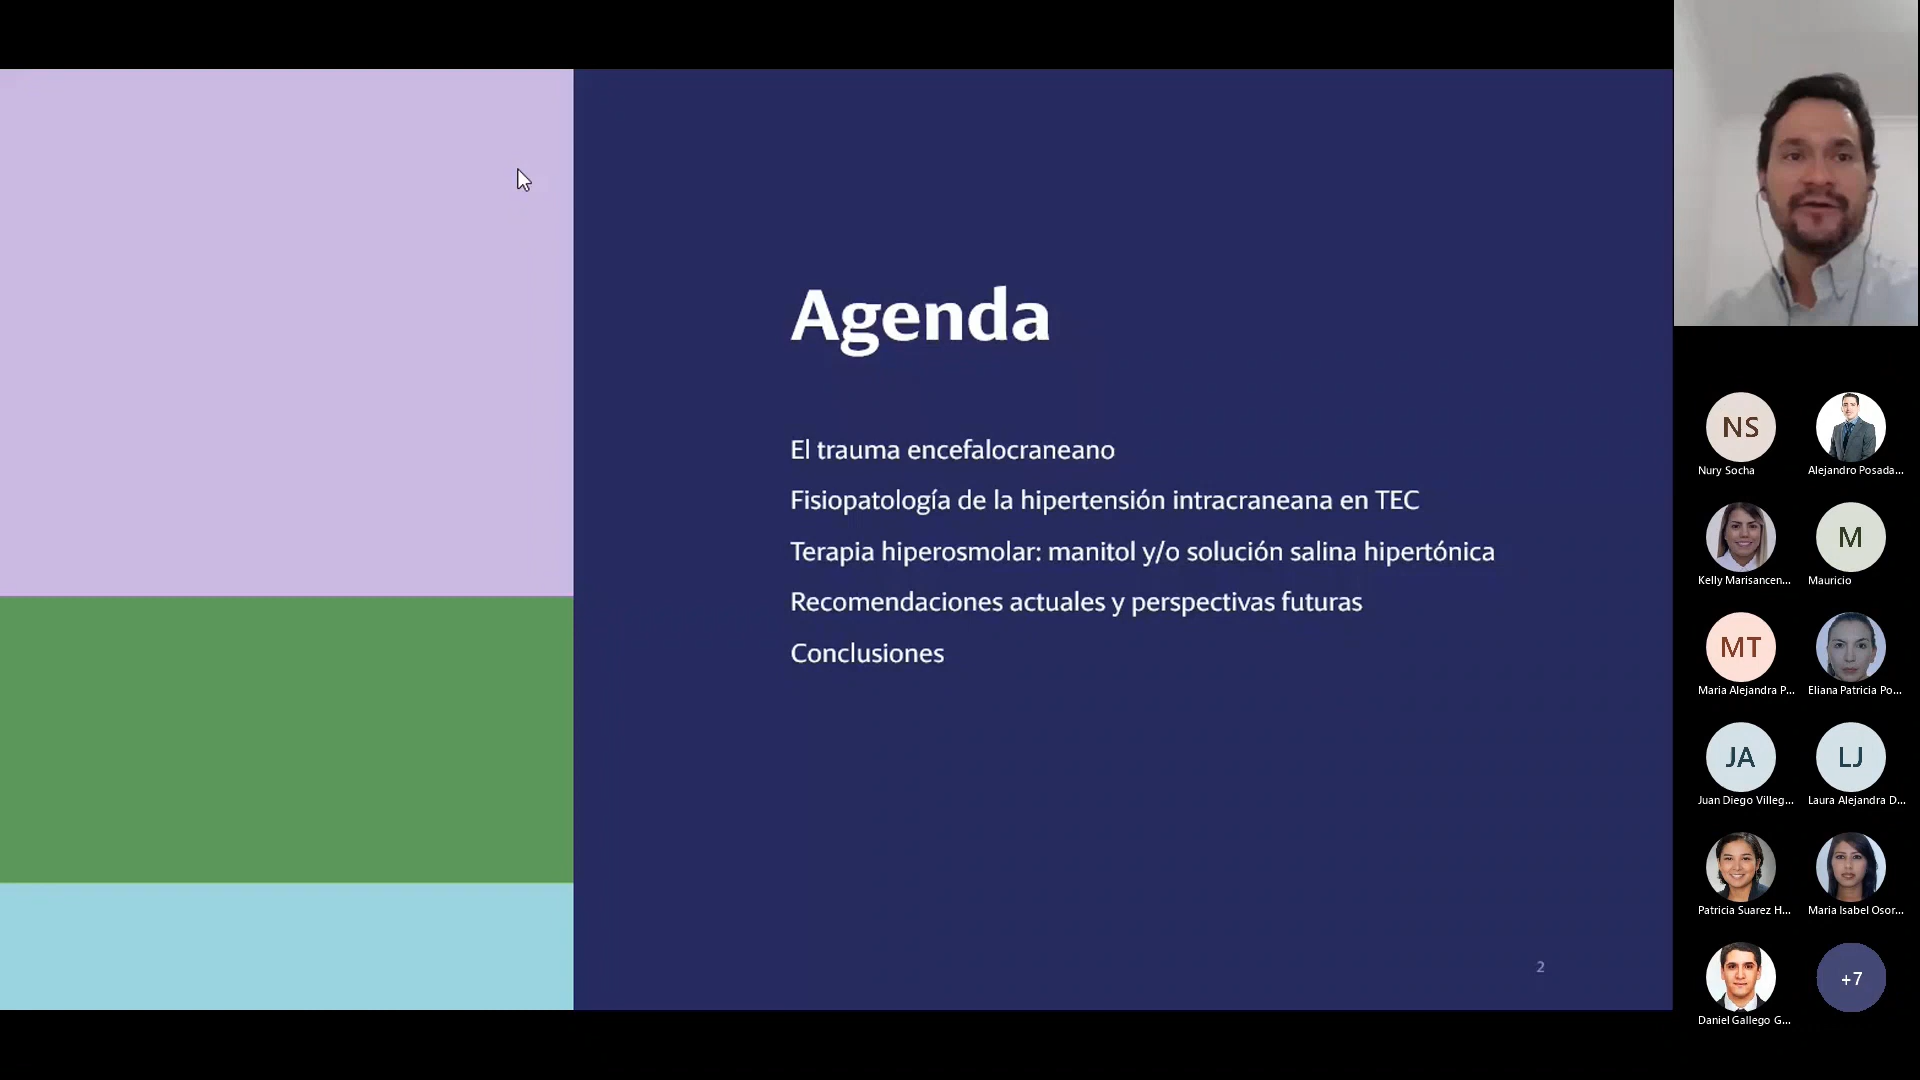 Agenda
El trauma encefalocraneano
Fisiopatología de la hipertensión intracraneana en TEC
Terapia hiperosmolar: manitol y/o solución salina hipertónica
Recomendaciones actuales y perspectivas futuras
Conclusiones
2
NS
Nury Socha
Alejandro Posada...
Kelly Marisancen...
M
Mauricio
MT
Maria Alejandra P...
Eliana Patricia Po...
JA
Juan Diego Villeg...
LJ
Laura Alejandra D...
Patricia Suarez H...
Maria Isabel Osor...
Daniel Gallego G...
+7